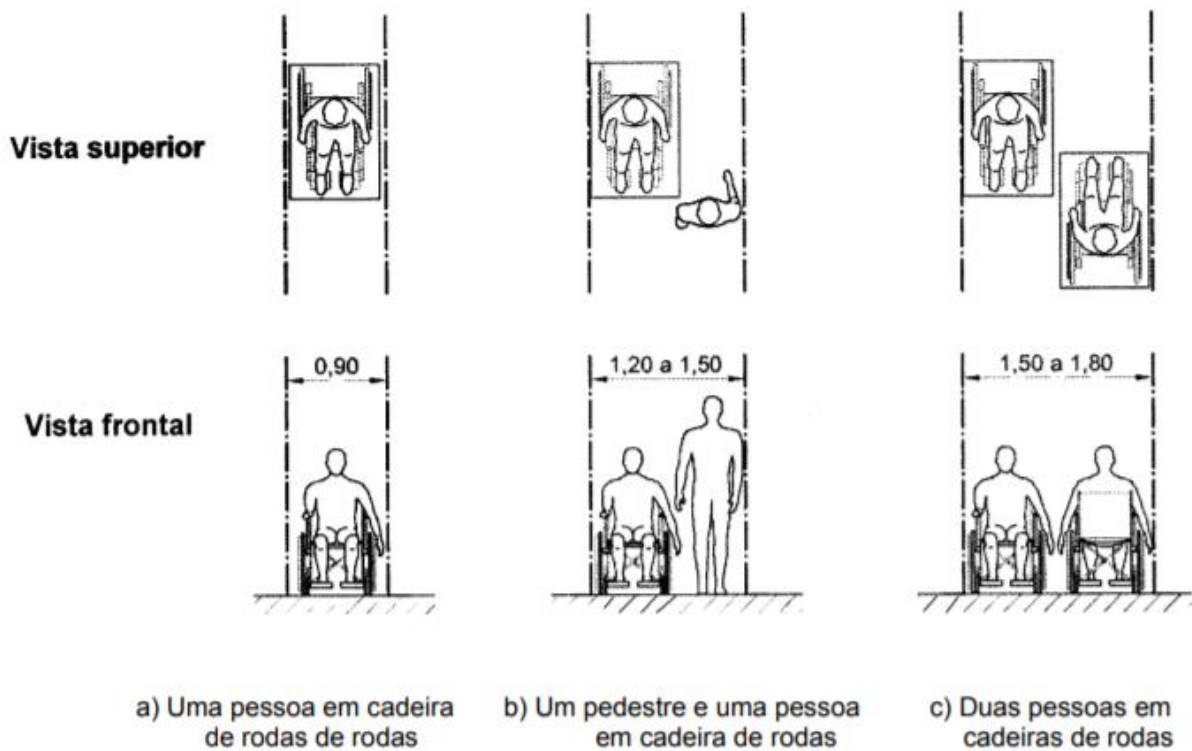 Vista superior
0,90
1,20 a 1,50
1,50 a 1,80
Vista frontal
a) Uma pessoa em cadeira
de rodas de rodas
b) Um pedestre e uma pessoa
em cadeira de rodas
c) Duas pessoas em
cadeiras de rodas